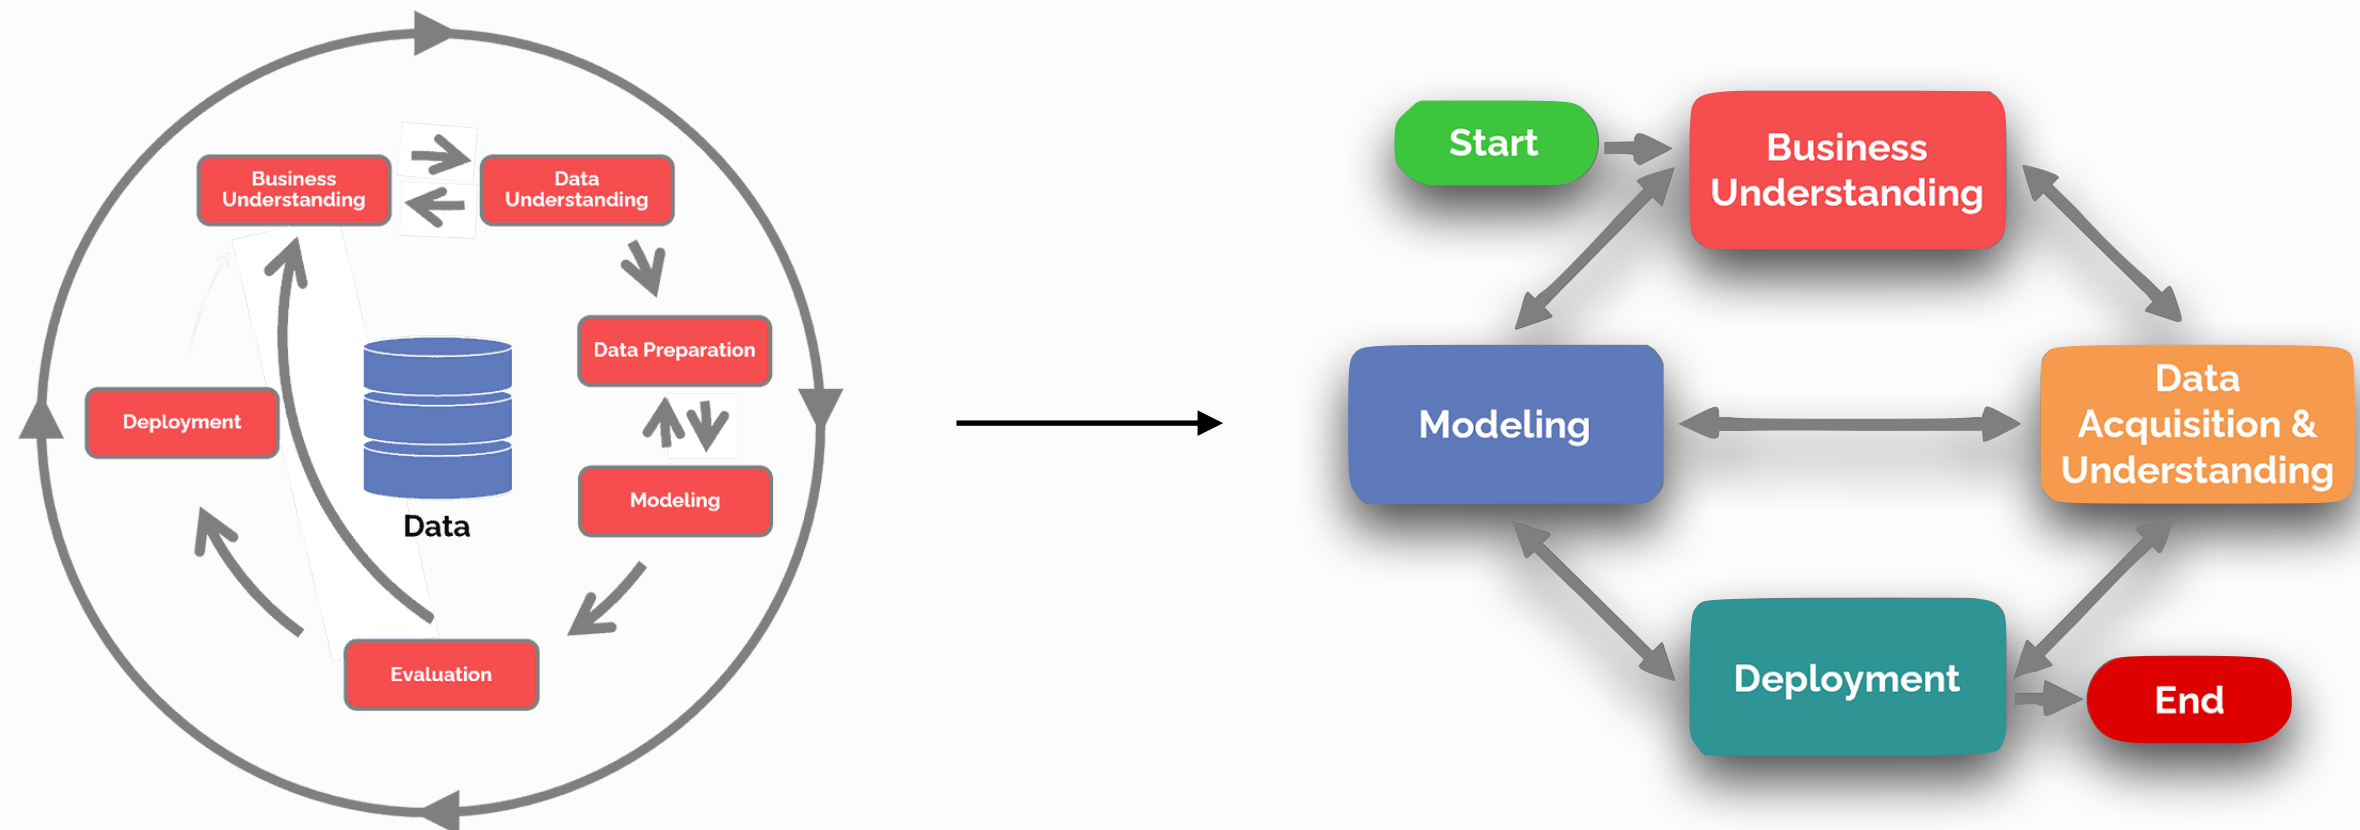 Business
Understanding
Data
Understanding
Data Preparation
Modeling
Evaluation
Deployment
Data
Start
Business
Understanding
Modeling
Data
Acquisition &
Understanding
Deployment
End